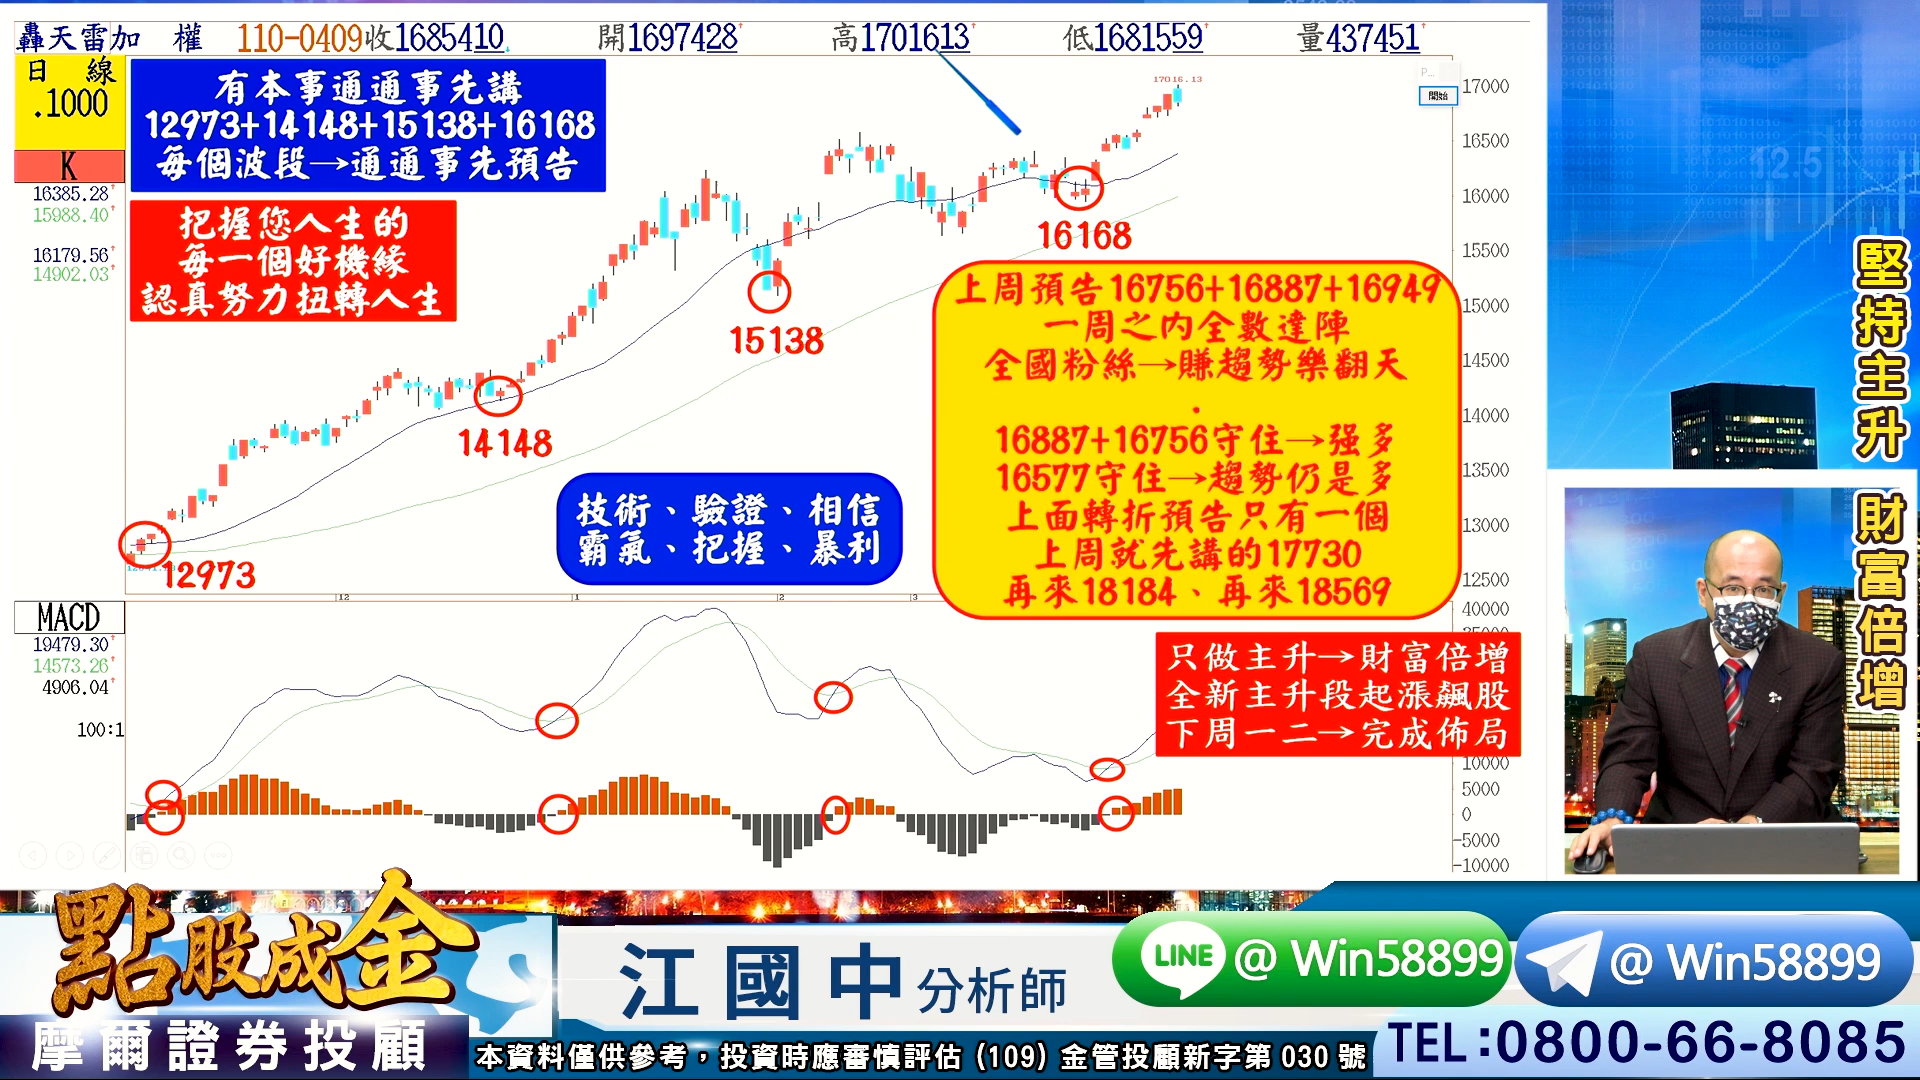 轟天雷加 權 110-0409收1685410 開1697428 高1701613 低1681559 量437451
日 線
.1000
K
16385.28
15988.40
16179.56
14902.03
有本事通通事先講
12973+14148+15138+16168
每個波段→通通事先預告
把握您人生的
每一個好機緣
認真努力扭轉人生
17016.13
P...
開始
17000
16500
16000
15500
15000
14500
14000
13500
13000
12500
16168
15138
14148
12973
上周預告16756+16887+16949
一周之內全數達陣
全國粉絲→賺趨勢樂翻天
.
16887+16756守住→强多
16577守住→趨勢仍是多
上面轉折預告只有一個
上周就先講的17730
再來18184、再來18569
技術、驗證、相信
霸氣、把握、暴利
12
1
2
3
MACD
19479.30
14573.26
4906.04
100:1
40000
10000
5000
0
-5000
-10000
只做主升→財富倍增
全新主升段起漲飆股
下周一二→完成佈局
堅持主升 財富倍增
12.5
點股成金
摩爾證券投顧
江國中 分析師
LINE @ Win58899
@ Win58899
TEL:0800-66-8085
本資料僅供參考，投資時應審慎評估 (109) 金管投顧新字第 030 號